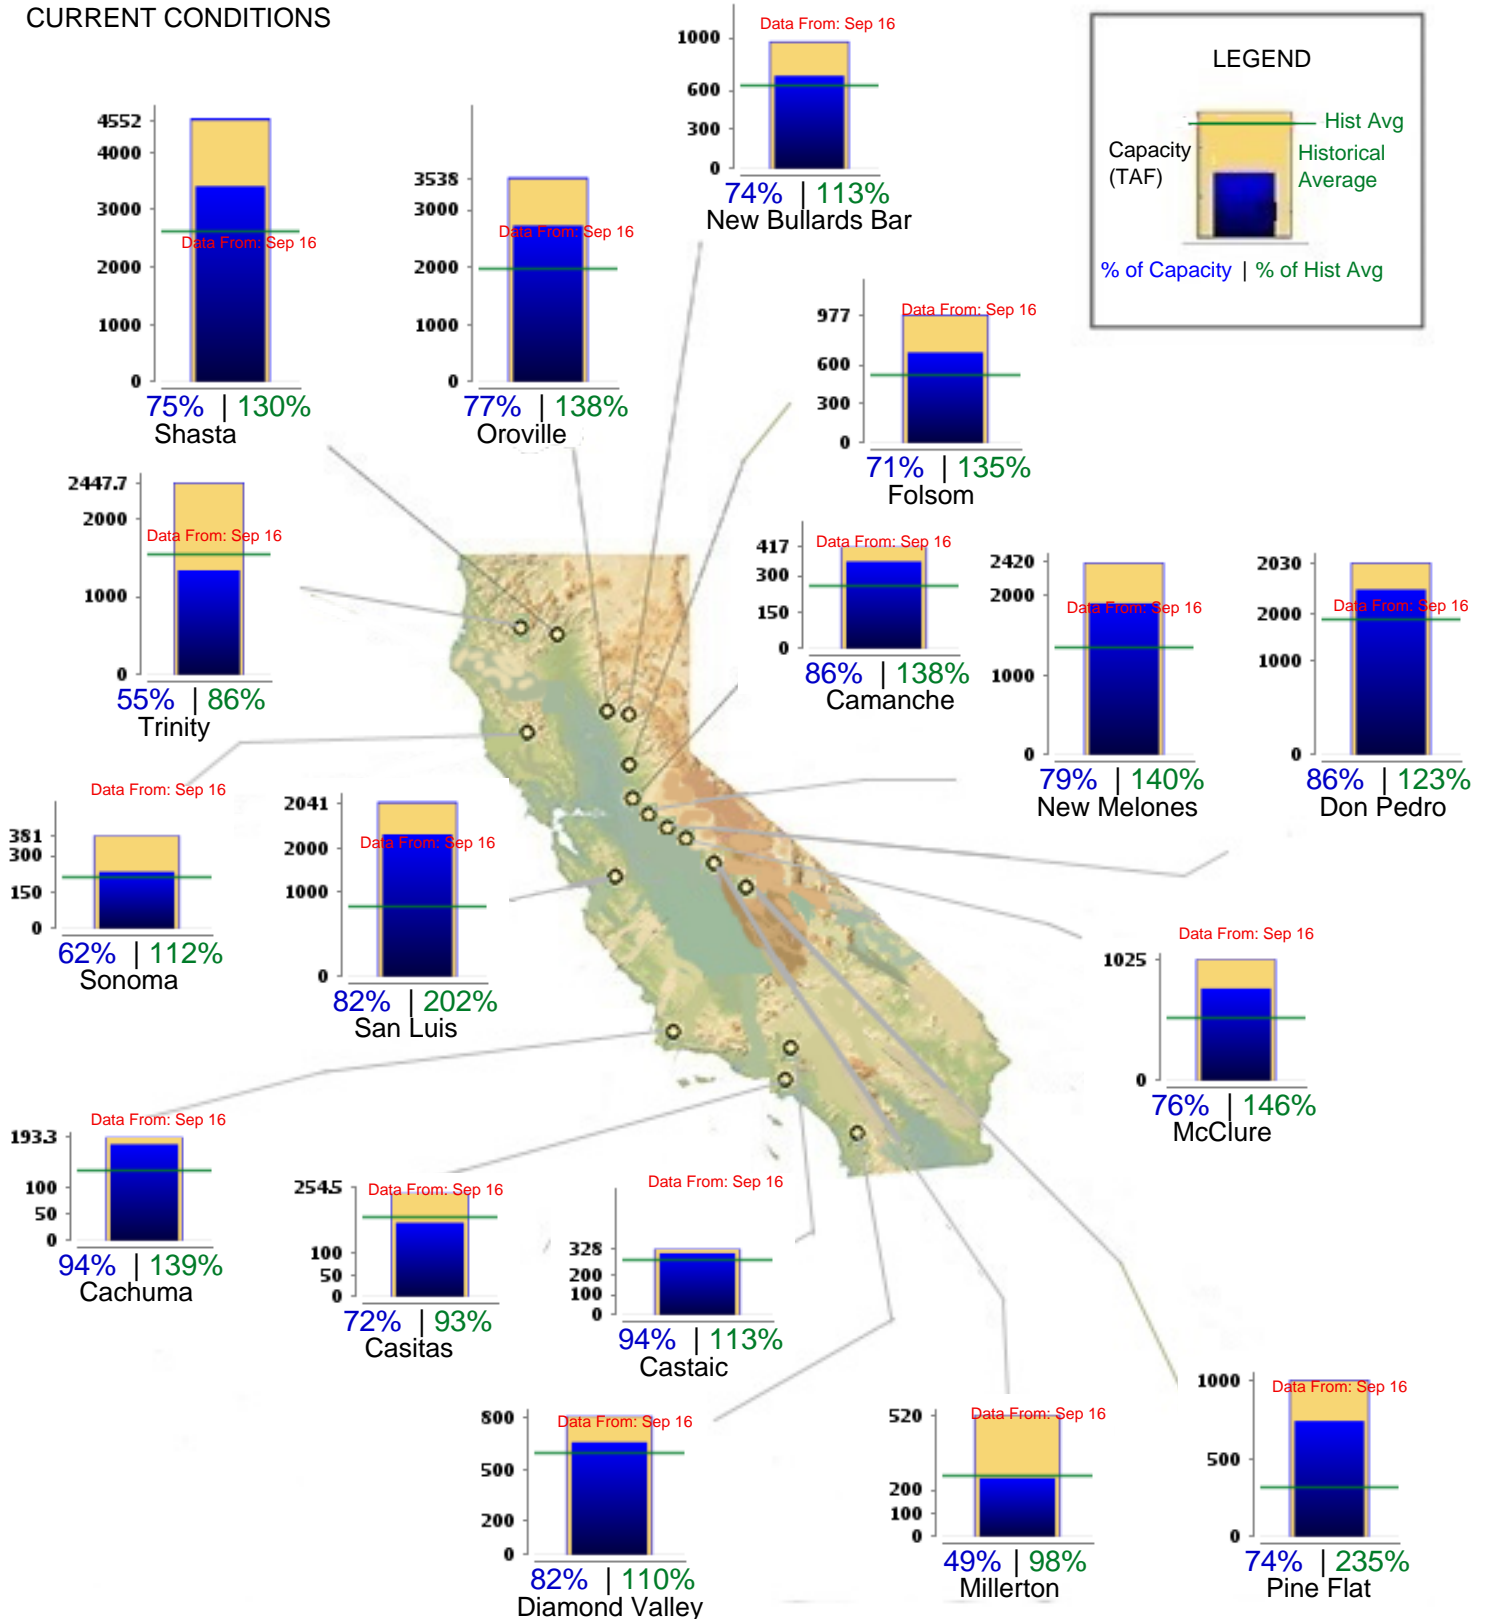 CURRENT CONDITIONS
Data From: Sep 16
1000
600
300
0
74% | 113%
New Bullards Bar
LEGEND
Hist Avg
Capacity
(TAF)
Historical
Average
% of Capacity | % of Hist Avg
4552
4000
3000
Data From: Sep 16
2000
1000
0
75% | 130%
Shasta
3538
3000
Data From: Sep 16
2000
1000
0
77% | 138%
Oroville
Data From: Sep 16
977
600
300
0
71% | 135%
Folsom
2447.7
2000
Data From: Sep 16
1000
0
55% | 86%
Trinity
Data From: Sep 16
417
300
150
0
86% | 138%
Camanche
2420
2000
Data From: Sep 16
1000
0
79% | 140%
New Melones
2030
Data From: Sep 16
2000
1000
0
86% | 123%
Don Pedro
Data From: Sep 16
381
300
150
0
62% | 112%
Sonoma
2041
Data From: Sep 16
2000
1000
0
82% | 202%
San Luis
Data From: Sep 16
1025
0
76% | 146%
McClure
Data From: Sep 16
193.3
100
50
0
94% | 139%
Cachuma
254.5
Data From: Sep 16
100
50
0
72% | 93%
Casitas
Data From: Sep 16
328
200
100
0
94% | 113%
Castaic
800
Data From: Sep 16
500
200
0
82% | 110%
Diamond Valley
Data From: Sep 16
520
200
100
0
49% | 98%
Millerton
1000
Data From: Sep 16
500
0
74% | 235%
Pine Flat